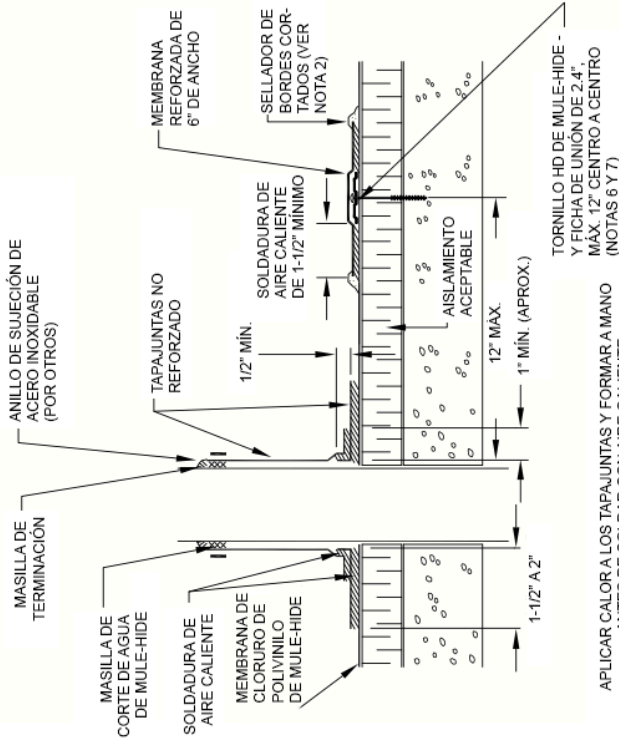 ANILLO DE SUJECIÓN DE
ACERO INOXIDABLE
(POR OTROS)
MASILLA DE
TERMINACIÓN
MASILLA DE
CORTE DE AGUA
DE MULE-HIDE
SOLDADURA DE
AIRE CALIENTE
MEMBRANA DE
CLORURO DE
POLIVINILO
DE MULE-HIDE
TAPAJUNTAS NO
REFORZADO
1/2" MÍN.
MEMBRANA
REFORZADA DE
6" DE ANCHO
SOLDADURA DE
AIRE CALIENTE
DE 1-1/2" MÍNIMO
SELLADOR DE
BORDES COR-
TADOS (VER
NOTA 2)
AISLAMIENTO
ACEPTABLE
12" MÁX.
1" MÍN. (APROX.)
1-1/2" A 2"
TORNILLO HD DE MULE-HIDE -
Y FICHA DE UNIÓN DE 2.4",
MÁX. 12" CENTRO A CENTRO
(NOTAS 6 Y 7)
APLICAR CALOR A LOS TAPAJUNTAS Y FORMAR A MANO